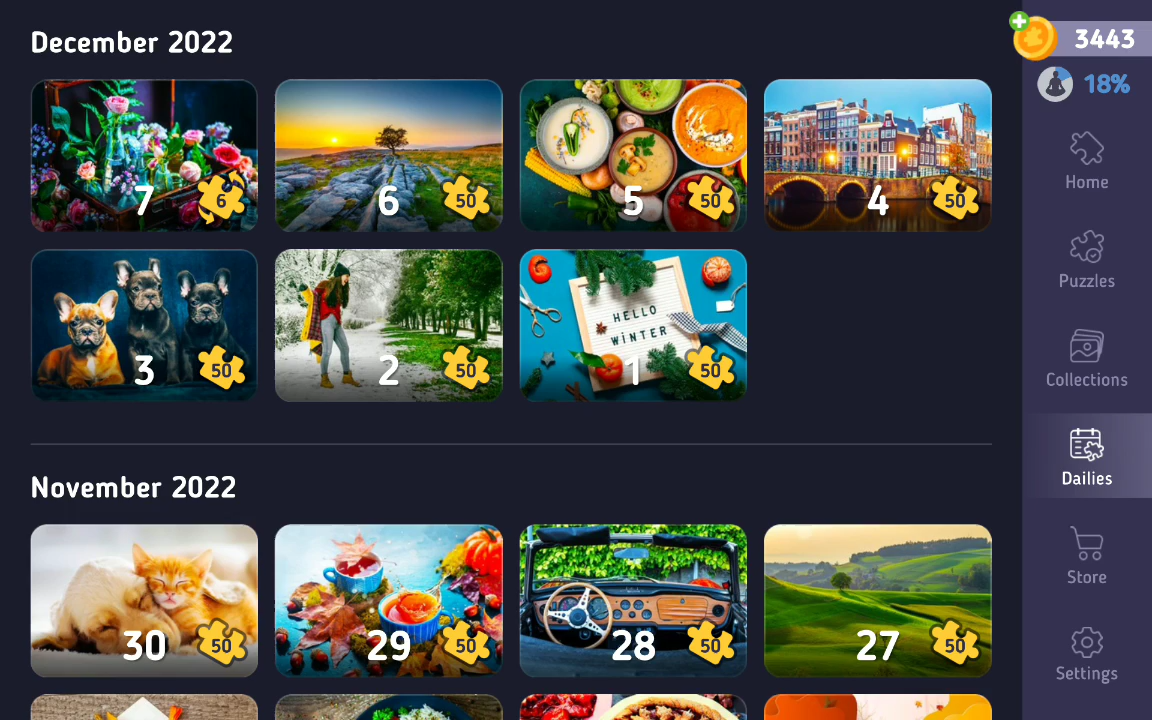 December 2022
3443
18%
7
6
6
50
5
50
4
50
3
50
2
50
HELLO
WINTER
1
50
Home
Puzzles
Collections
Dailies
Store
Settings
November 2022
30
50
29
50
28
50
27
50